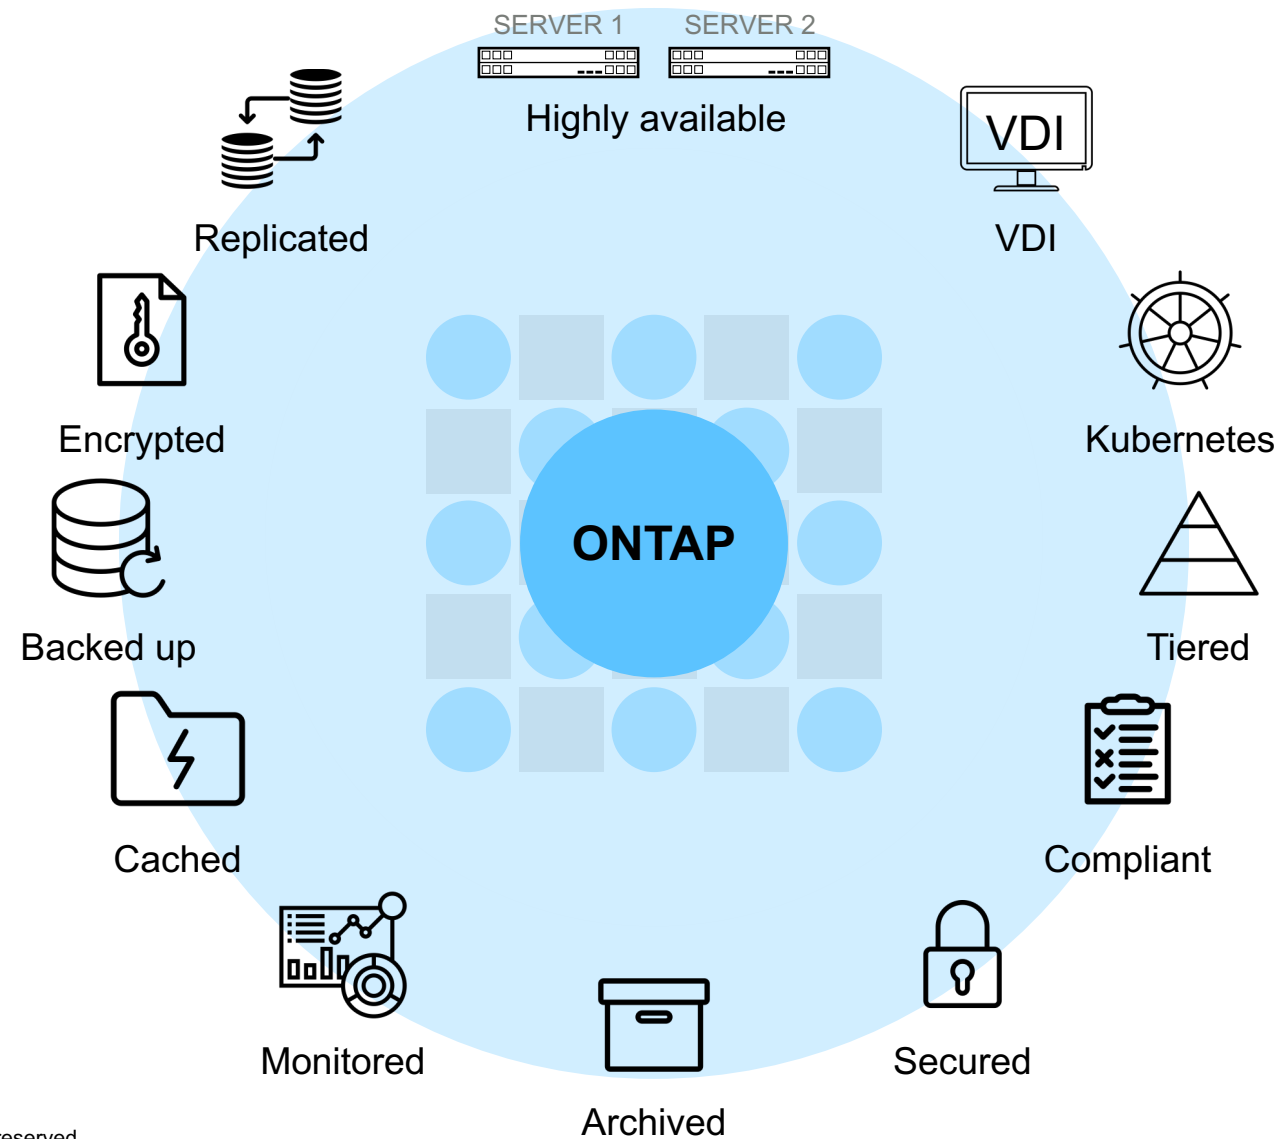 SERVER 1 SERVER 2
Highly available
VDI
Replicated
VDI
Encrypted
Kubernetes
ONTAP
Backed up
Tiered
Cached
Compliant
Monitored
Secured
Archived
reserved